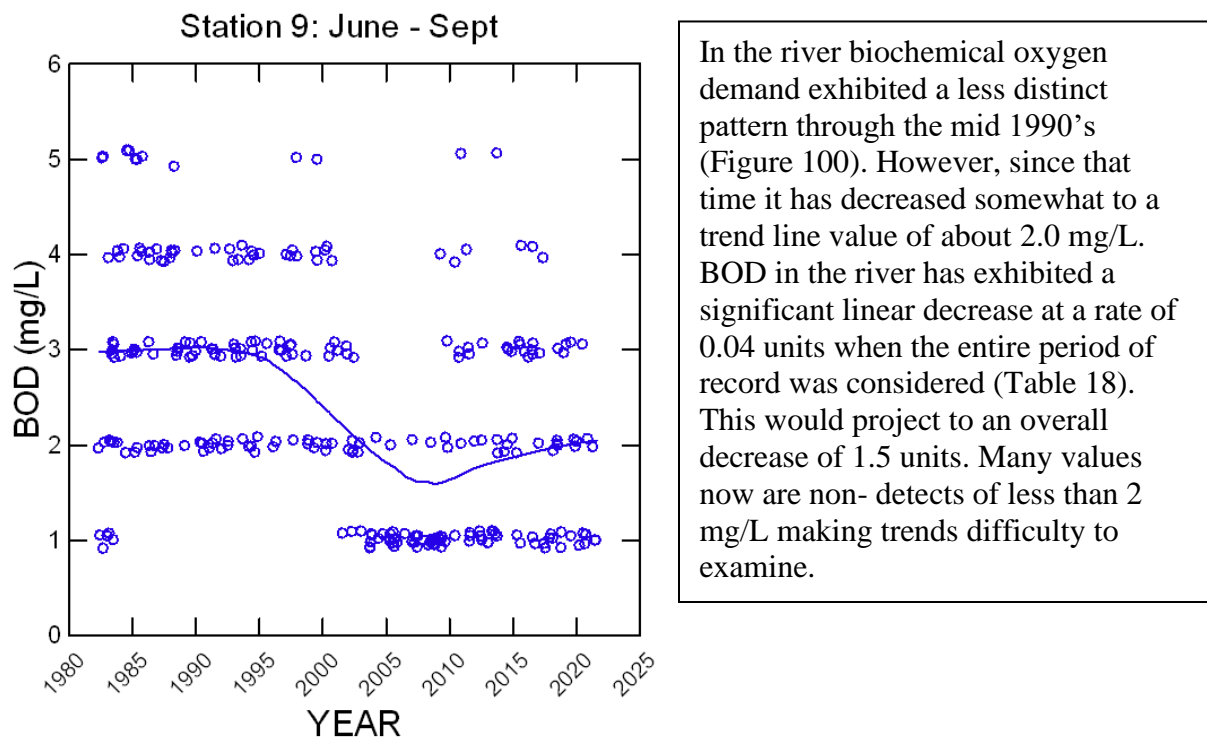 Station 9: June - Sept
6
5
4
3
2
1
0
BOD (mg/L)
1980
1985
1990
1995
2000
2005
2010
2015
2020
2025
YEAR
In the river biochemical oxygen
demand exhibited a less distinct
pattern through the mid 1990’s
(Figure 100). However, since that
time it has decreased somewhat to a
trend line value of about 2.0 mg/L.
BOD in the river has exhibited a
significant linear decrease at a rate of
0.04 units when the entire period of
record was considered (Table 18).
This would project to an overall
decrease of 1.5 units. Many values
now are non- detects of less than 2
mg/L making trends difficulty to
examine.